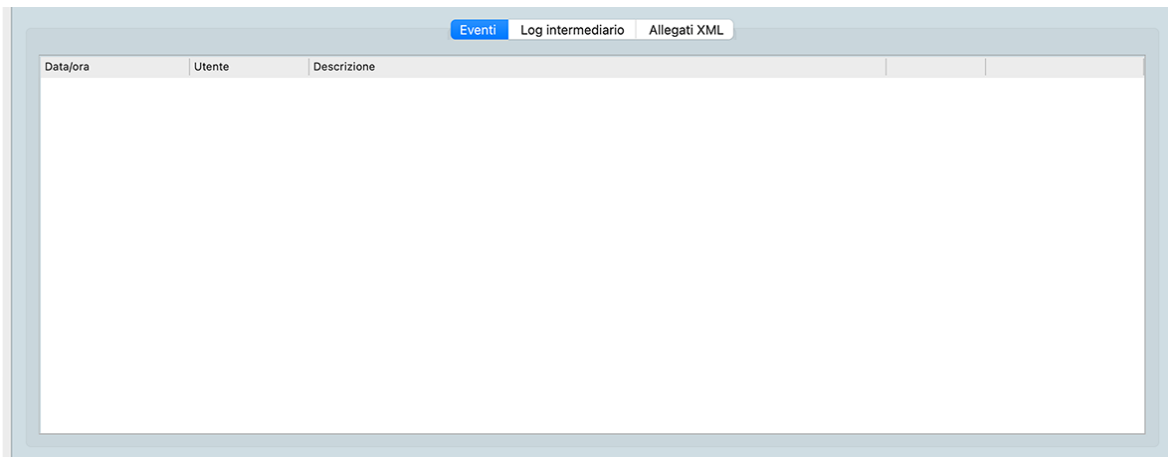 Eventi Log intermediario Allegati XML
Data/ora Utente Descrizione